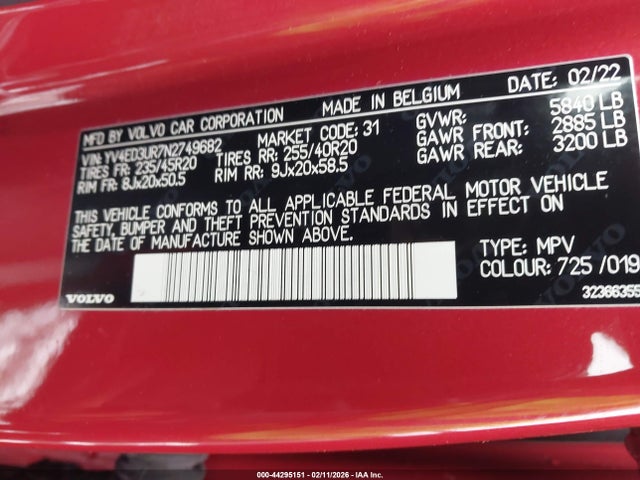 MFD BY VOLVO CAR CORPORATION MADE IN BELGIUM DATE: 02/22
VIN: YV4ED3UR7N2749682 MARKET CODE: 31 GVWR: 5840 LB
TIRES FR: 235/45R20 TIRES RR: 255/40R20 GAWR FRONT: 2885 LB
RIM FR: 8Jx20x50.5 RIM RR: 9Jx20x58.5 GAWR REAR: 3200 LB
THIS VEHICLE CONFORMS TO ALL APPLICABLE FEDERAL MOTOR VEHICLE
SAFETY, BUMPER AND THEFT PREVENTION STANDARDS IN EFFECT ON
THE DATE OF MANUFACTURE SHOWN ABOVE.
TYPE: MPV
COLOUR: 725 /019
VOLVO
32366355
000-44295151 - 02/11/2026 - IAA Inc.